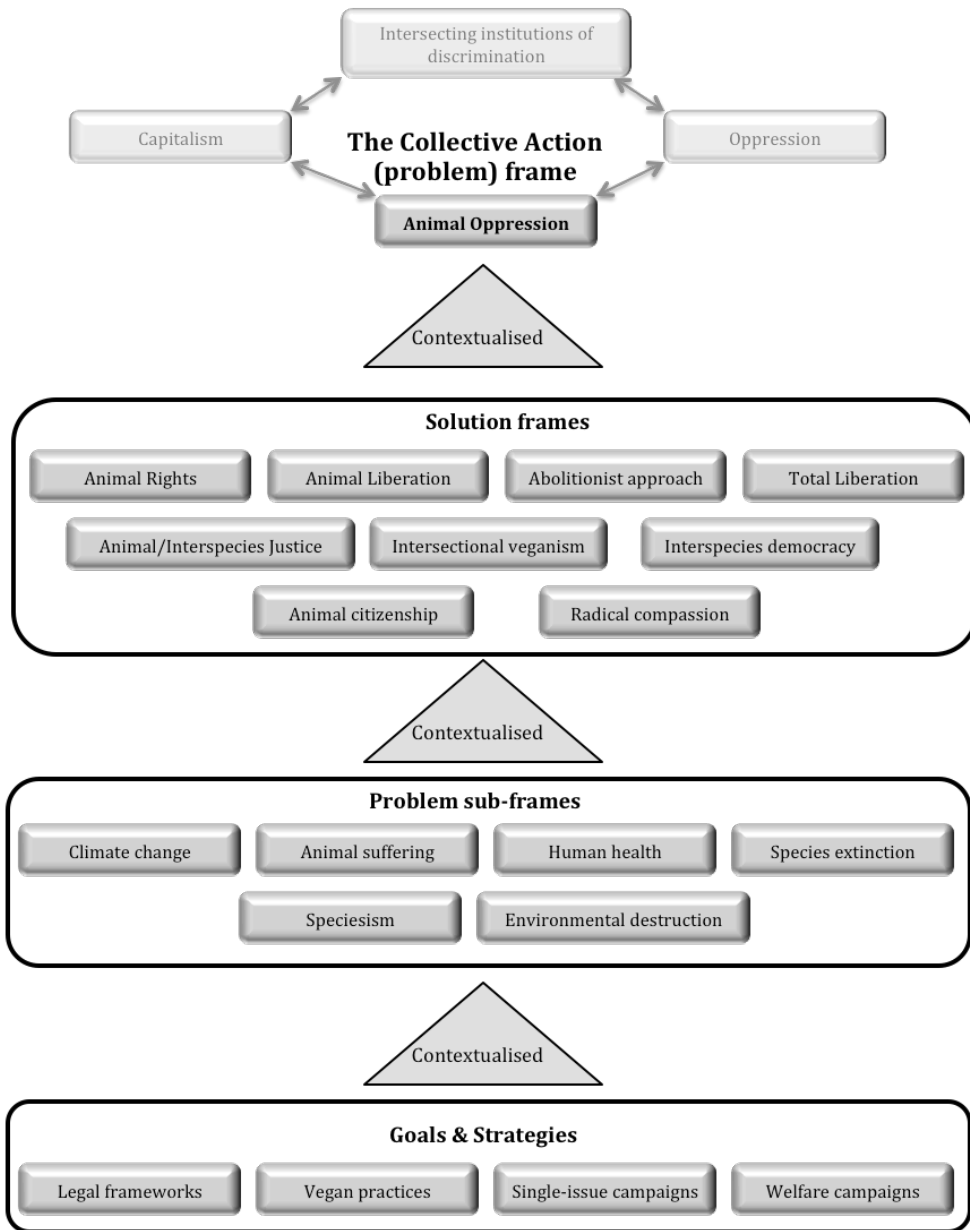 Intersecting institutions of
discrimination
Capitalism
Oppression
The Collective Action
(problem) frame
Animal Oppression
Contextualised
Solution frames
Animal Rights
Animal Liberation
Abolitionist approach
Total Liberation
Animal/Interspecies Justice
Intersectional veganism
Interspecies democracy
Animal citizenship
Radical compassion
Contextualised
Problem sub-frames
Climate change
Animal suffering
Human health
Species extinction
Speciesism
Environmental destruction
Contextualised
Goals & Strategies
Legal frameworks
Vegan practices
Single-issue campaigns
Welfare campaigns